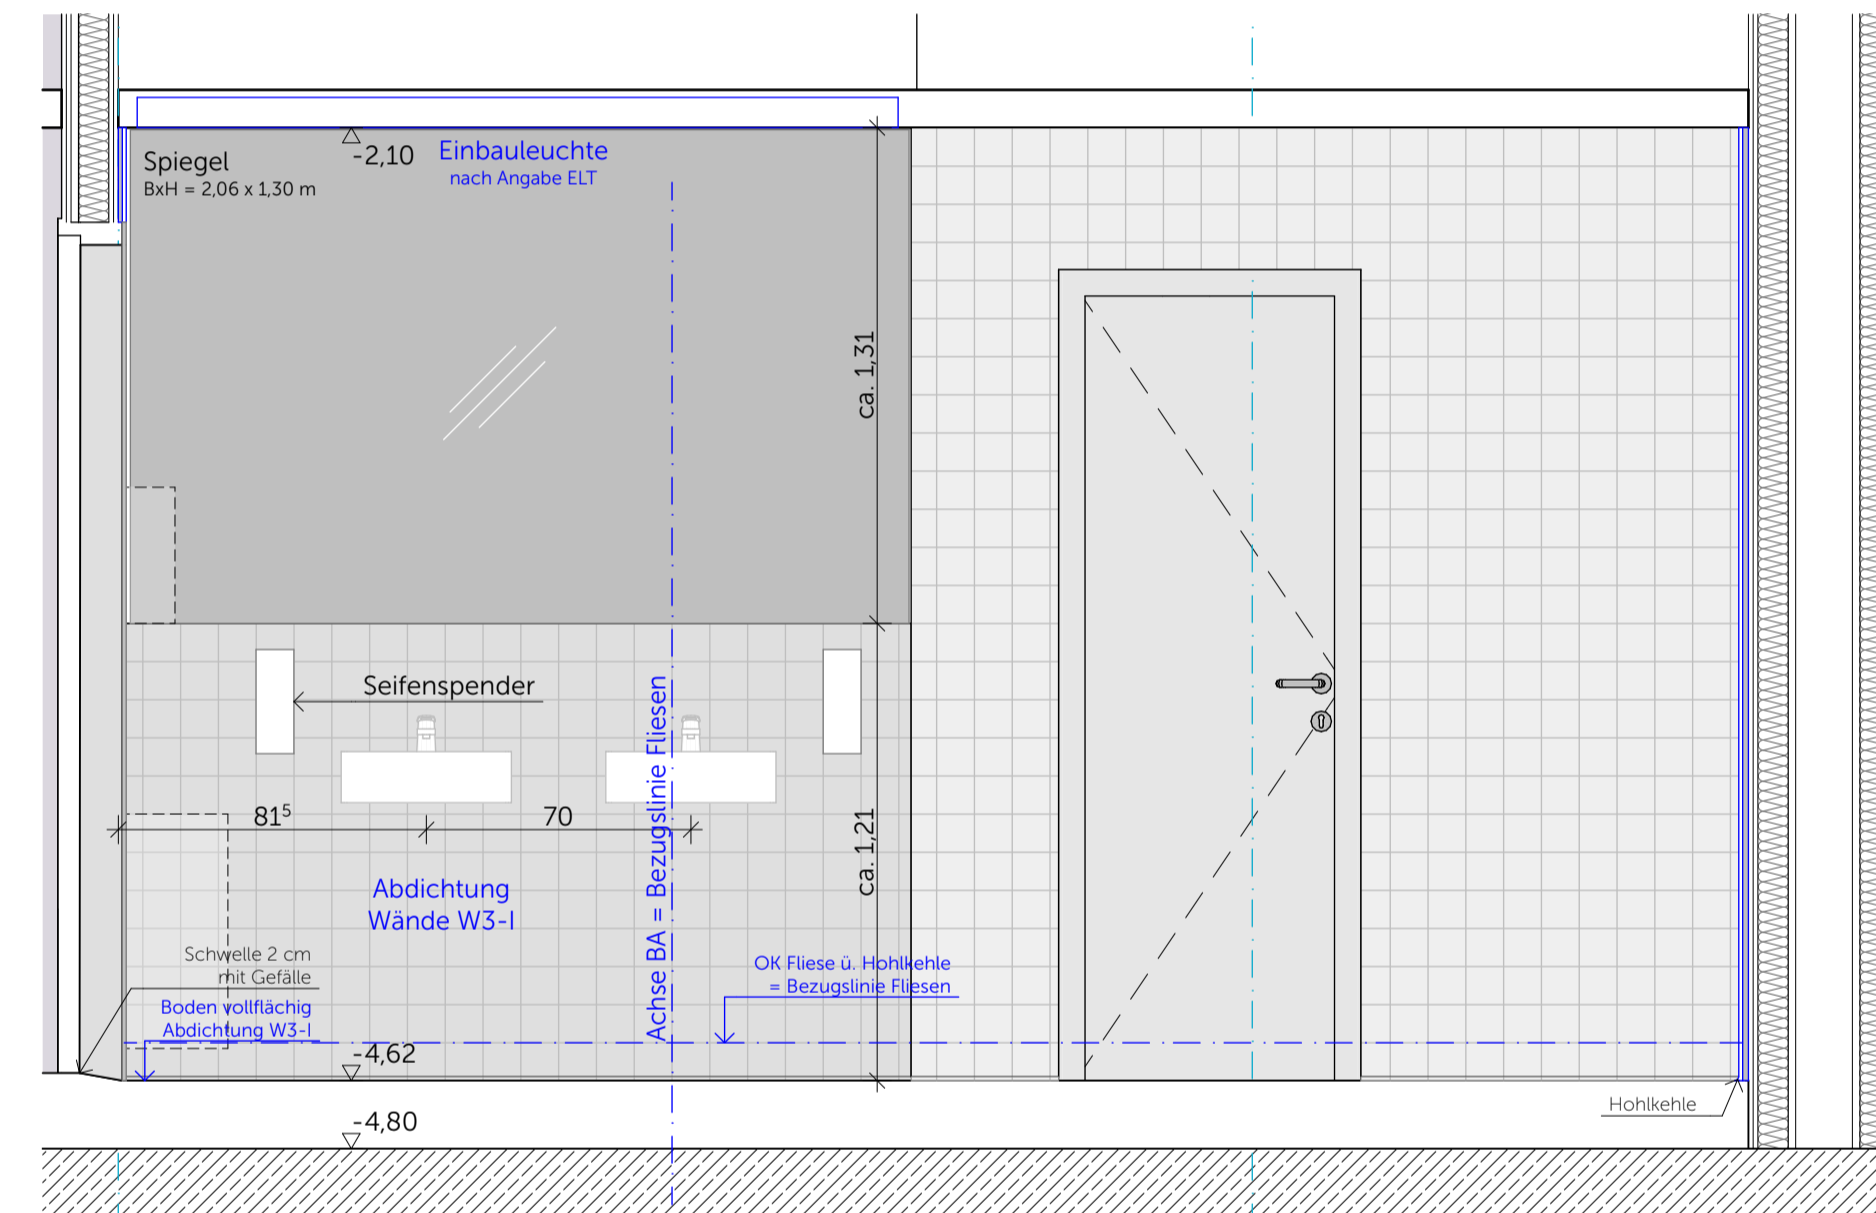 Spiegel
BxH = 2,06 x 1,30 m
-2,10
Einbauleuchte
nach Angabe ELT
ca. 1,31
Seifenspender
81⁵
70
Achse BA = Bezugslinie Fliesen
ca. 1,21
Abdichtung
Wände W3-I
Schwelle 2 cm
mit Gefälle
Boden vollflächig
Abdichtung W3-I
OK Fliese ü. Hohlkehle
= Bezugslinie Fliesen
-4,62
-4,80
Hohlkehle